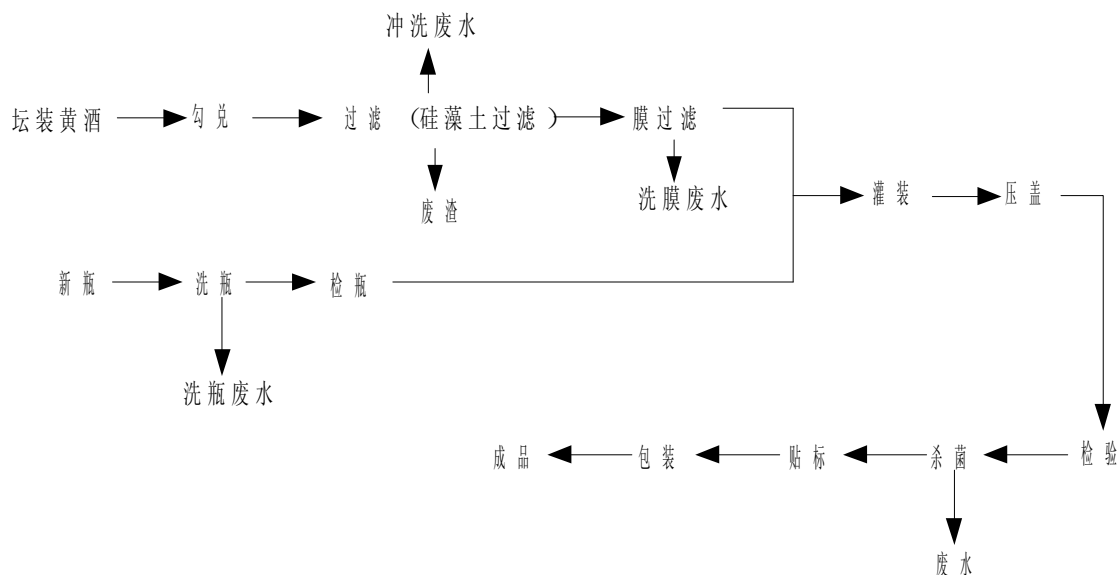 冲洗废水
坛装黄酒 勾兑 过滤 （硅藻土过滤） 膜过滤
废渣 洗膜废水 灌装 压盖
新瓶 洗瓶 检瓶
洗瓶废水
成品 包装 贴标 杀菌 检验
废水